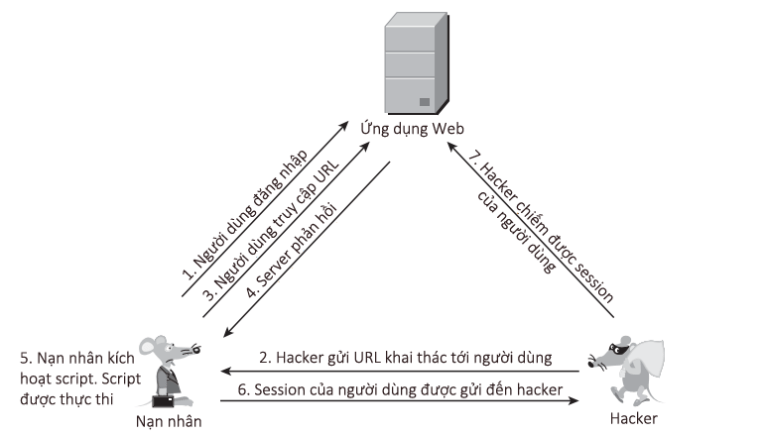 Ứng dụng Web
1. Người dùng đăng nhập
3. Người dùng truy cập URL
4. Server phản hồi
7. Hacker chiếm được session
của người dùng
5. Nạn nhân kích
hoạt script. Script
được thực thi
2. Hacker gửi URL khai thác tới người dùng
6. Session của người dùng được gửi đến hacker
Nạn nhân
Hacker